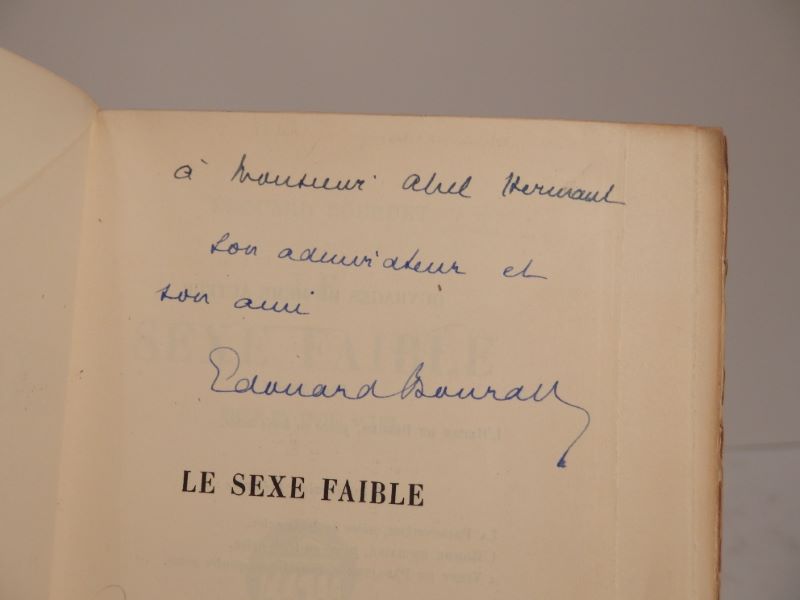 à Monsieur Abel Hermant
son admirateur et
son ami
Edouard Bourdet
LE SEXE FAIBLE